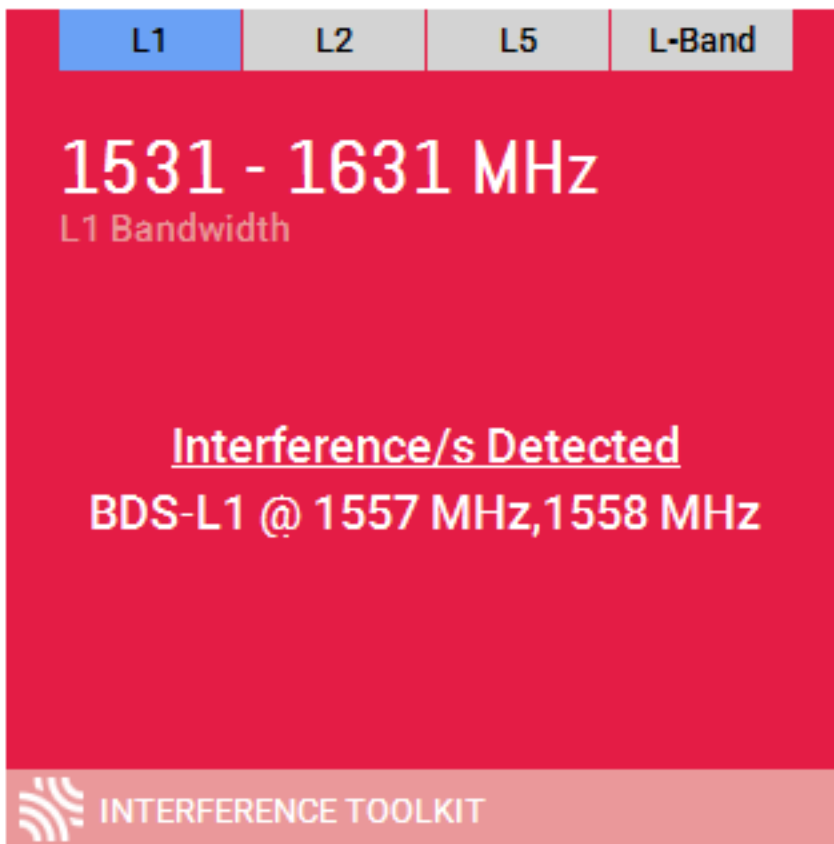 L1 L2 L5 L-Band
1531 - 1631 MHz
L1 Bandwidth
Interference/s Detected
BDS-L1 @ 1557 MHz,1558 MHz
INTERFERENCE TOOLKIT